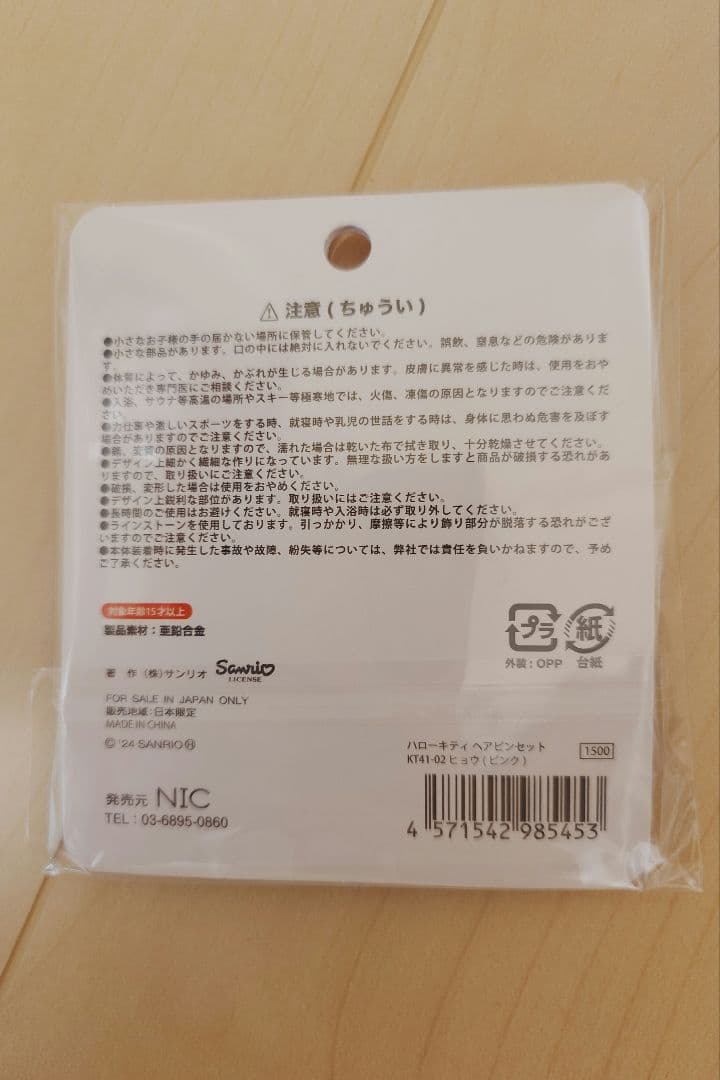 ⚠ 注意(ちゅうい)
●小さなお子様の手の届かない場所に保管してください。
●小さな部品があります。口の中には絶対に入れないでください。誤飲、窒息などの危険がありま
す。
●体質によって、かゆみ、かぶれが生じる場合があります。皮膚に異常を感じた時は、使用をおや
めいただき専門医にご相談ください。
●入浴、サウナ等高温の場所やスキー等極寒地では、火傷、凍傷の原因となりますのでご注意くだ
さい。
●力仕事や激しいスポーツをする時、就寝時や乳児の世話をする時は、身体に思わぬ危害を及ぼす
場合がありますのでご注意ください。
●錆、変質の原因となりますので、濡れた場合は乾いた布で拭き取り、十分乾燥させてください。
●デザイン上細かく繊細な作りになっています。無理な扱い方をしますと商品が破損する恐れがあ
りますので、取り扱いにご注意ください。
●破損、変形した場合は使用をおやめください。
●デザイン上鋭利な部位があります。取り扱いにはご注意ください。
●長時間のご使用はお避けください。就寝時や入浴時は必ず取り外してください。
●ラインストーンを使用しております。引っかかり、摩擦等により飾り部分が脱落する恐れがござ
いますのでご注意ください。
●本体装着時に発生した事故や故障、紛失等については、弊社では責任を負いかねますので、予め
ご了承ください。
対象年齢15才以上
製品素材：亜鉛合金
プラ 紙
外装：OPP 台紙
著 作 (株)サンリオ Sanrio
LICENSE
FOR SALE IN JAPAN ONLY
販売地域：日本限定
MADE IN CHINA
© '24 SANRIO Ⓗ
ハローキティ ヘアピンセット 1500
KT41-02 ヒョウ(ピンク)
発売元 NIC
TEL：03-6895-0860
4 571542 985453